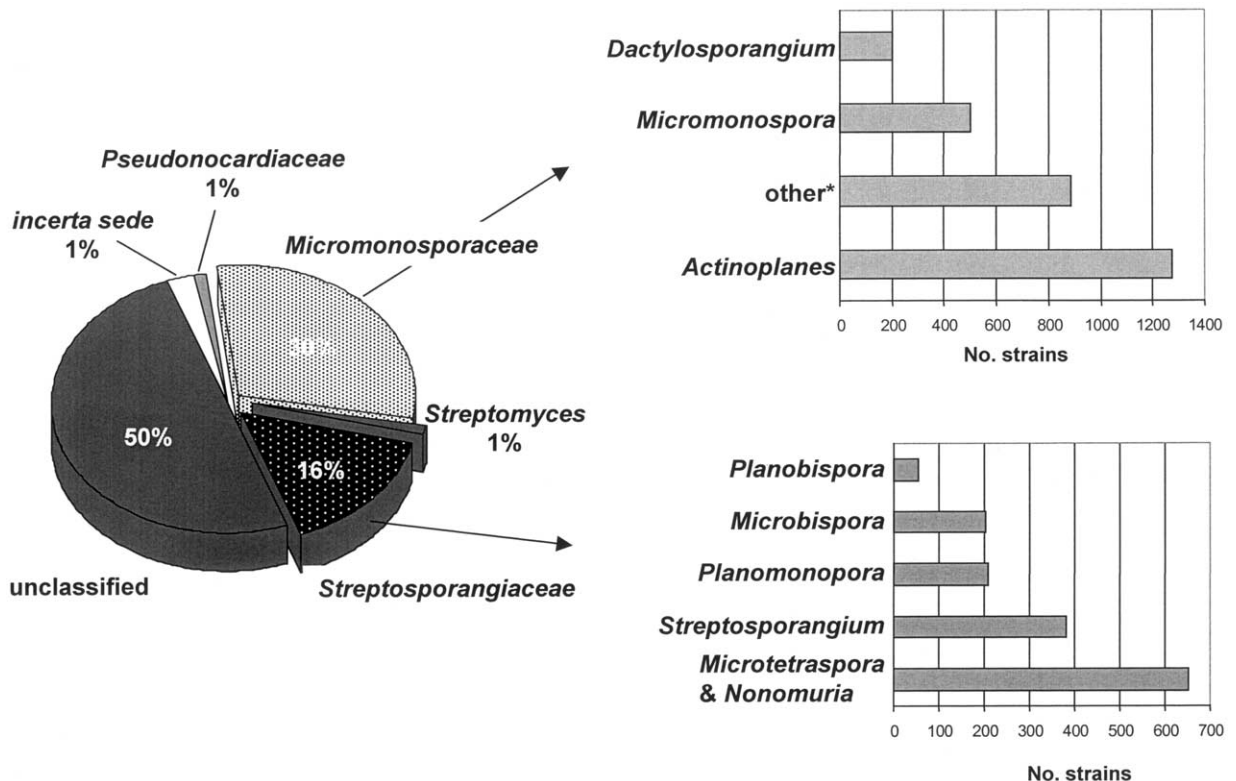 Pseudonocardiaceae
1%
incerta sede
1%
Micromonosporaceae
Streptomyces
1%
50%
16%
unclassified
Streptosporangiaceae
Dactylosporangium
Micromonospora
other*
Actinoplanes
0 200 400 600 800 1000 1200 1400
No. strains
Planobispora
Microbispora
Planomonopora
Streptosporangium
Microtetraspora
& Nonomuria
0 100 200 300 400 500 600 700
No. strains